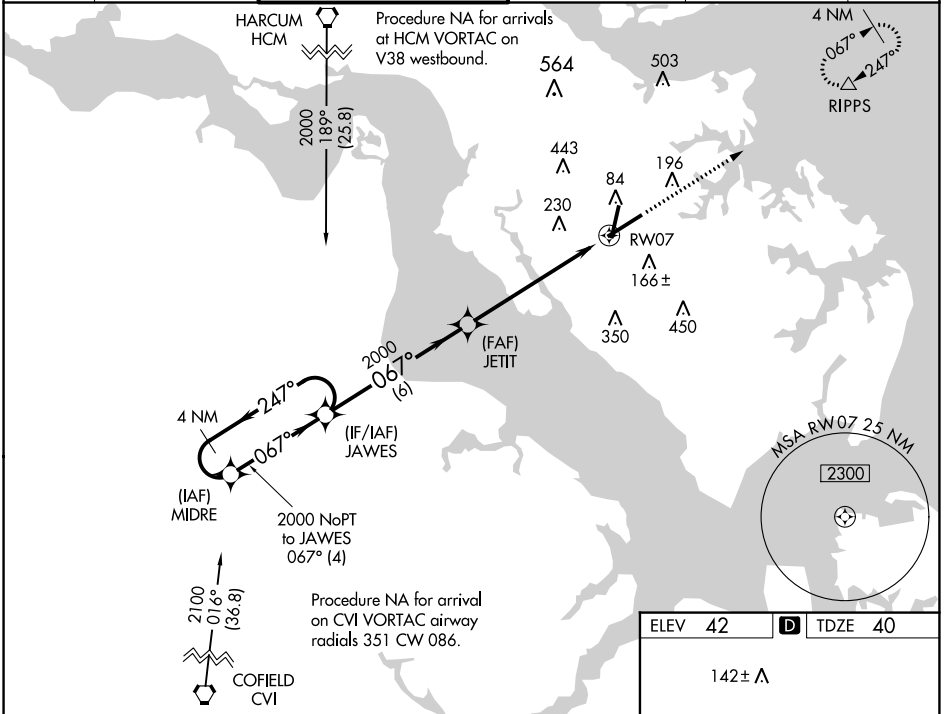 HARCUM
HCM
Procedure NA for arrivals
at HCM VORTAC on
V38 westbound.
4 NM
067°
247°
RIPPS
2000
189°
(25.8)
564
503
443
196
84
230
RW07
166±
350
450
(FAF)
JETIT
2000
067°
(6)
247°
4 NM
067°
(IF/IAF)
JAWES
(IAF)
MIDRE
2000 NoPT
to JAWES
067° (4)
MSA RW07 25 NM
2300
2100
016°
(36.8)
Procedure NA for arrival
on CVI VORTAC airway
radials 351 CW 086.
COFIELD
CVI
ELEV 42 D TDZE 40
142±